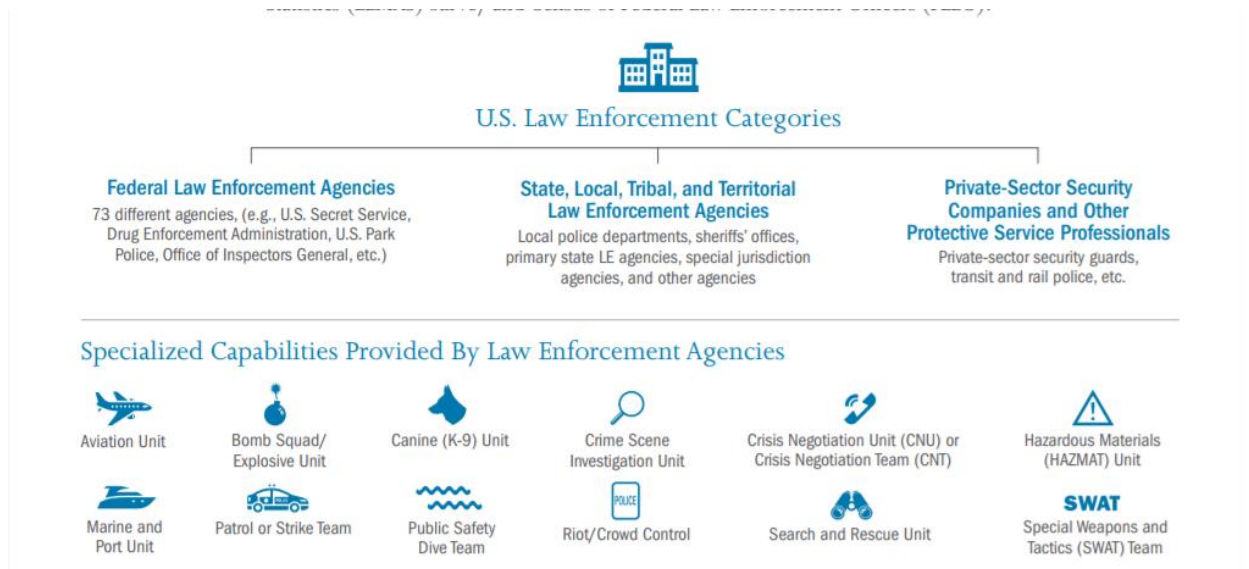 U.S. Law Enforcement Categories
Federal Law Enforcement Agencies
73 different agencies, (e.g., U.S. Secret Service,
Drug Enforcement Administration, U.S. Park
Police, Office of Inspectors General, etc.)
State, Local, Tribal, and Territorial
Law Enforcement Agencies
Local police departments, sheriffs' offices,
primary state LE agencies, special jurisdiction
agencies, and other agencies
Private-Sector Security
Companies and Other
Protective Service Professionals
Private-sector security guards,
transit and rail police, etc.
Specialized Capabilities Provided By Law Enforcement Agencies
Aviation Unit
Bomb Squad/
Explosive Unit
Canine (K-9) Unit
Crime Scene
Investigation Unit
Crisis Negotiation Unit (CNU) or
Crisis Negotiation Team (CNT)
Hazardous Materials
(HAZMAT) Unit
Marine and
Port Unit
Patrol or Strike Team
Public Safety
Dive Team
POLICE
Riot/Crowd Control
Search and Rescue Unit
SWAT
Special Weapons and
Tactics (SWAT) Team